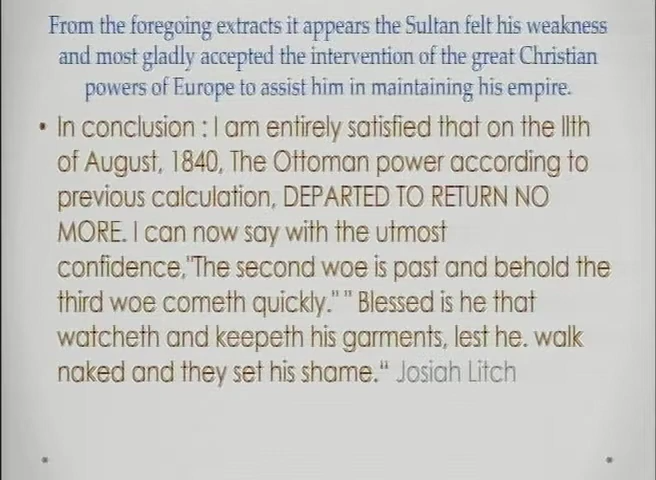 From the foregoing extracts it appears the Sultan felt his weakness
and most gladly accepted the intervention of the great Christian
powers of Europe to assist him in maintaining his empire.
• In conclusion : I am entirely satisfied that on the llth
of August, 1840, The Ottoman power according to
previous calculation, DEPARTED TO RETURN NO
MORE. I can now say with the utmost
confidence,"The second woe is past and behold the
third woe cometh quickly." " Blessed is he that
watcheth and keepeth his garments, lest he. walk
naked and they set his shame." Josiah Litch